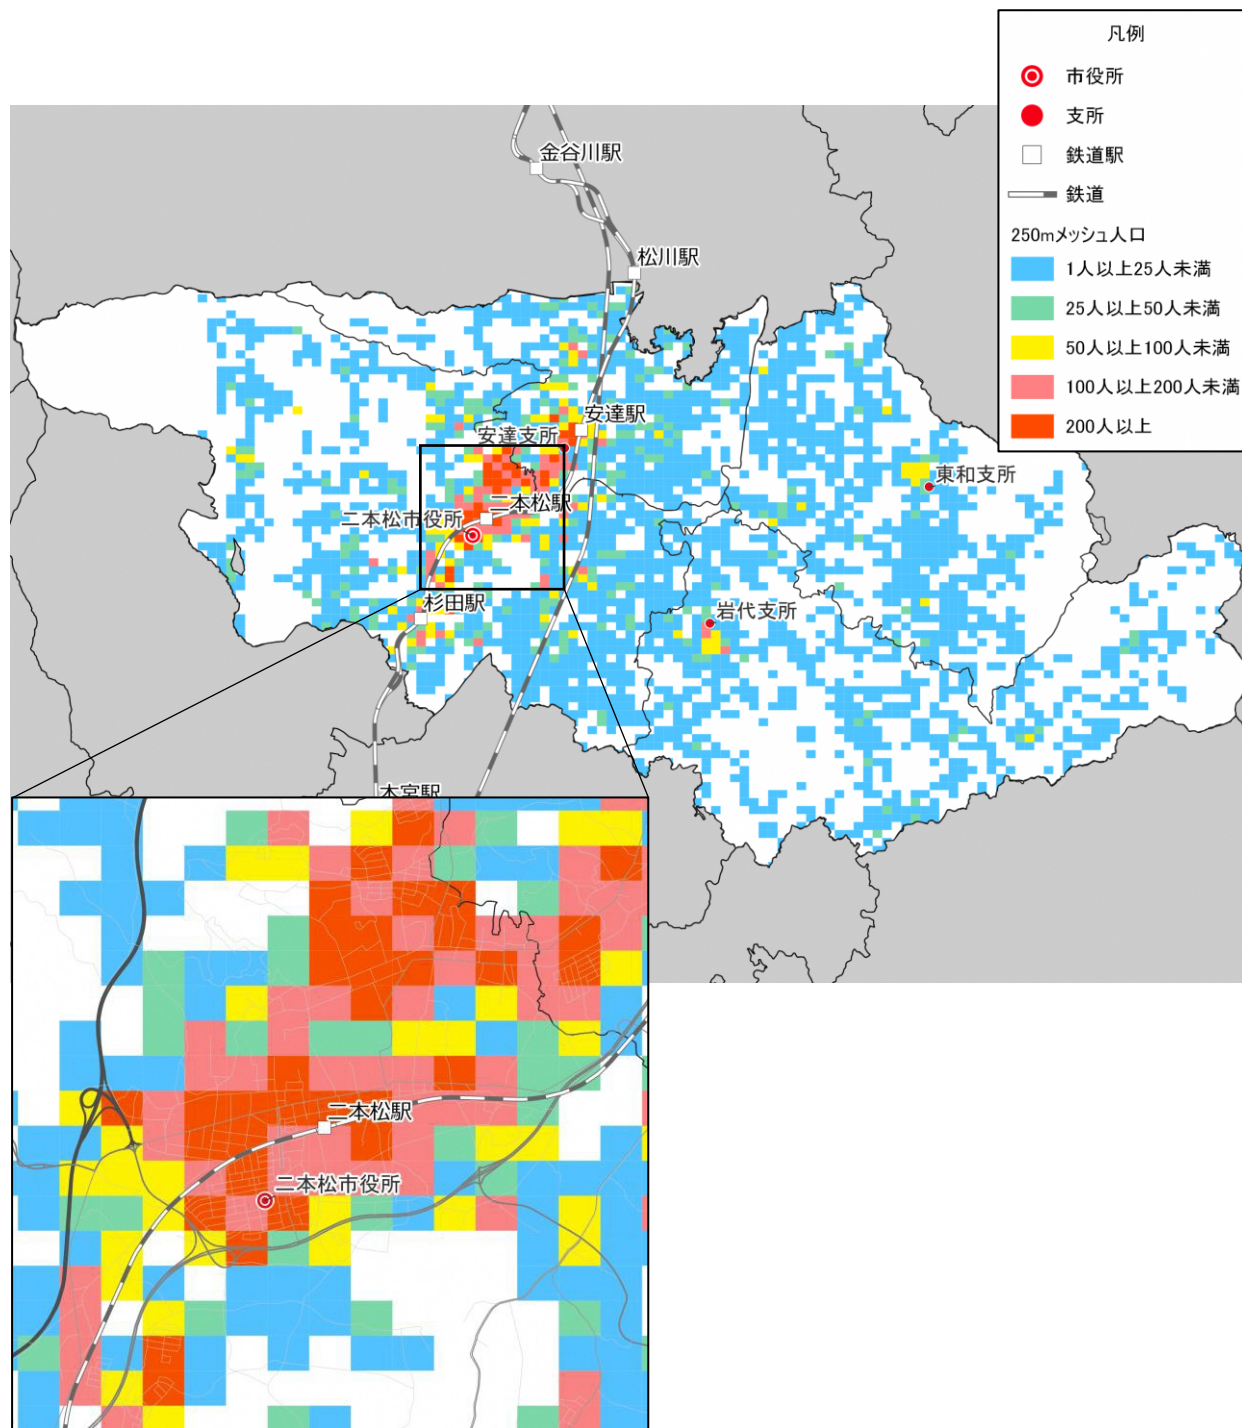 凡例
市役所
支所
鉄道駅
鉄道
250mメッシュ人口
1人以上25人未満
25人以上50人未満
50人以上100人未満
100人以上200人未満
200人以上
金谷川駅
松川駅
安達駅
安達支所
東和支所
二本松駅
二本松市役所
杉田駅
岩代支所
本宮駅
二本松駅
二本松市役所